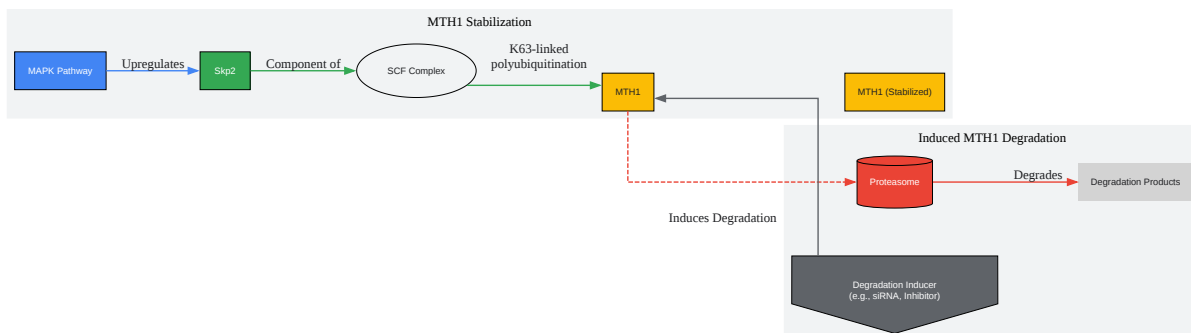 MTH1 Stabilization
MAPK Pathway
Upregulates
Skp2
Component of
SCF Complex
K63-linked
polyubiquitination
MTH1
MTH1 (Stabilized)
Induced MTH1 Degradation
Proteasome
Degrades
Degradation Products
Induces Degradation
Degradation Inducer
(e.g., siRNA, Inhibitor)